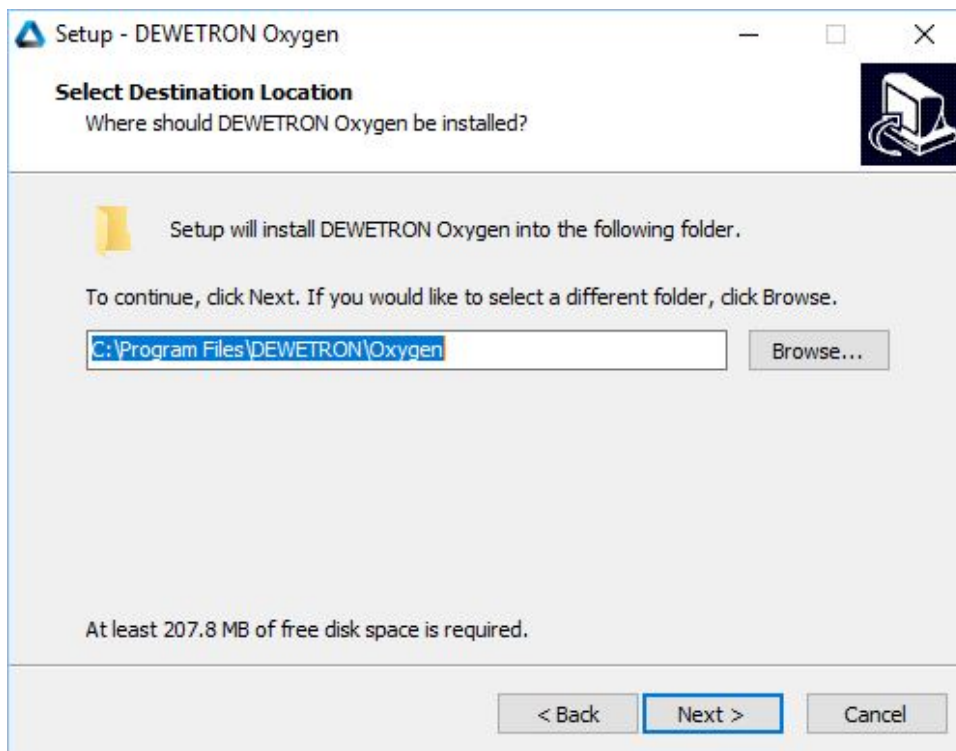 Setup - DEWETRON Oxygen
Select Destination Location
Where should DEWETRON Oxygen be installed?
Setup will install DEWETRON Oxygen into the following folder.
To continue, click Next. If you would like to select a different folder, click Browse.
C:\Program Files\DEWETRON\Oxygen
Browse...
At least 207.8 MB of free disk space is required.
< Back
Next >
Cancel